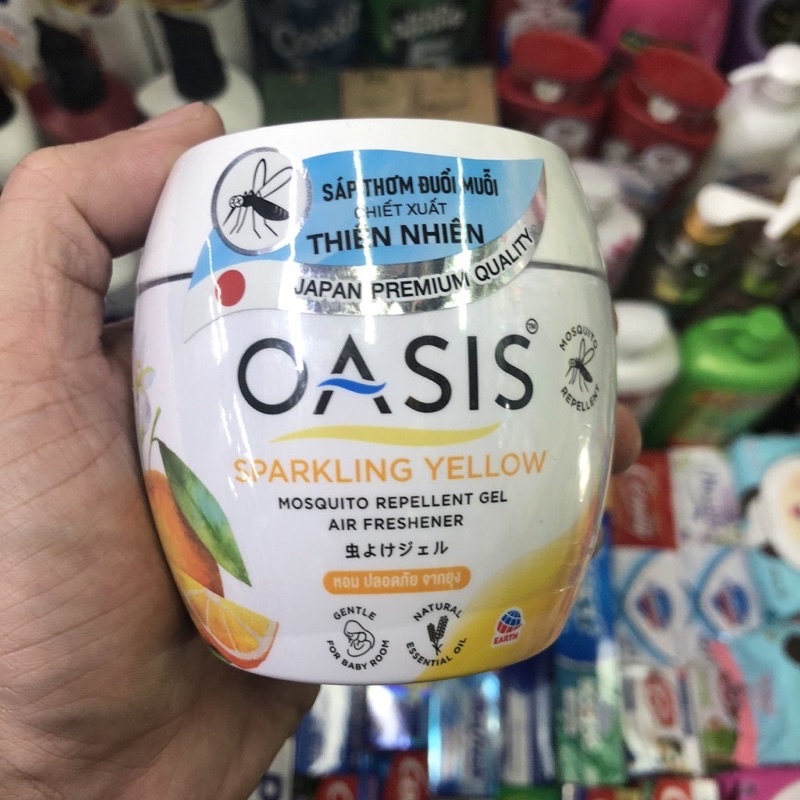 SÁP THƠM ĐUỔI MUỖI
CHIẾT XUẤT
THIÊN NHIÊN
JAPAN PREMIUM QUALITY
OASIS™
MOSQUITO
REPELLENT
SPARKLING YELLOW
MOSQUITO REPELLENT GEL
AIR FRESHENER
虫よけジェル
หอม ปลอดภัย จากยุง
GENTLE
FOR BABY ROOM
NATURAL
ESSENTIAL OIL
EARTH